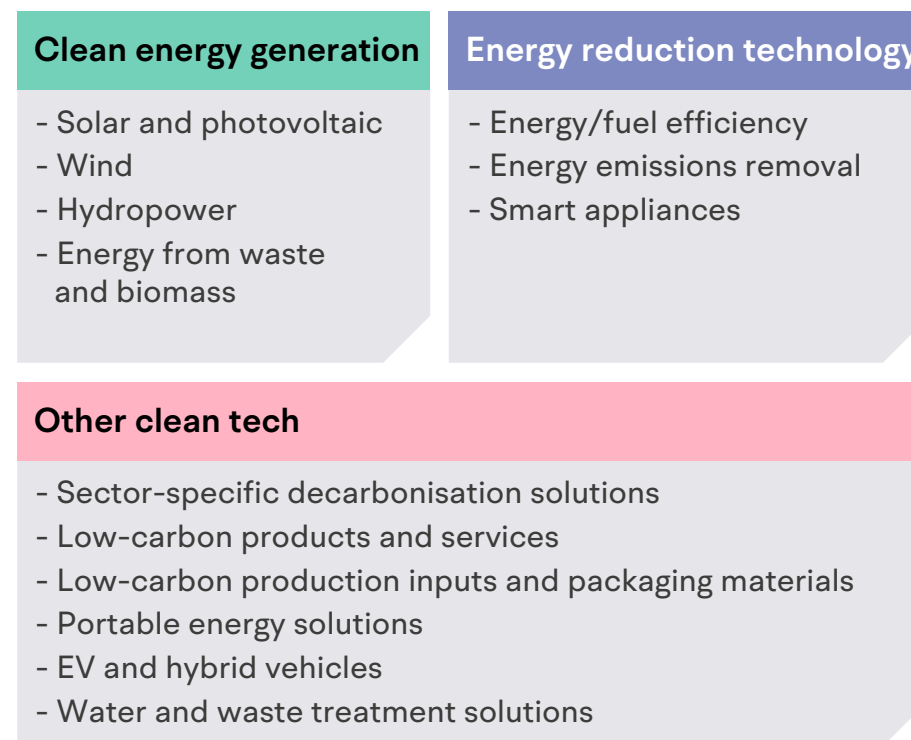 Clean energy generation
- Solar and photovoltaic
- Wind
- Hydropower
- Energy from waste
and biomass
Energy reduction technology
- Energy/fuel efficiency
- Energy emissions removal
- Smart appliances
Other clean tech
- Sector-specific decarbonisation solutions
- Low-carbon products and services
- Low-carbon production inputs and packaging materials
- Portable energy solutions
- EV and hybrid vehicles
- Water and waste treatment solutions